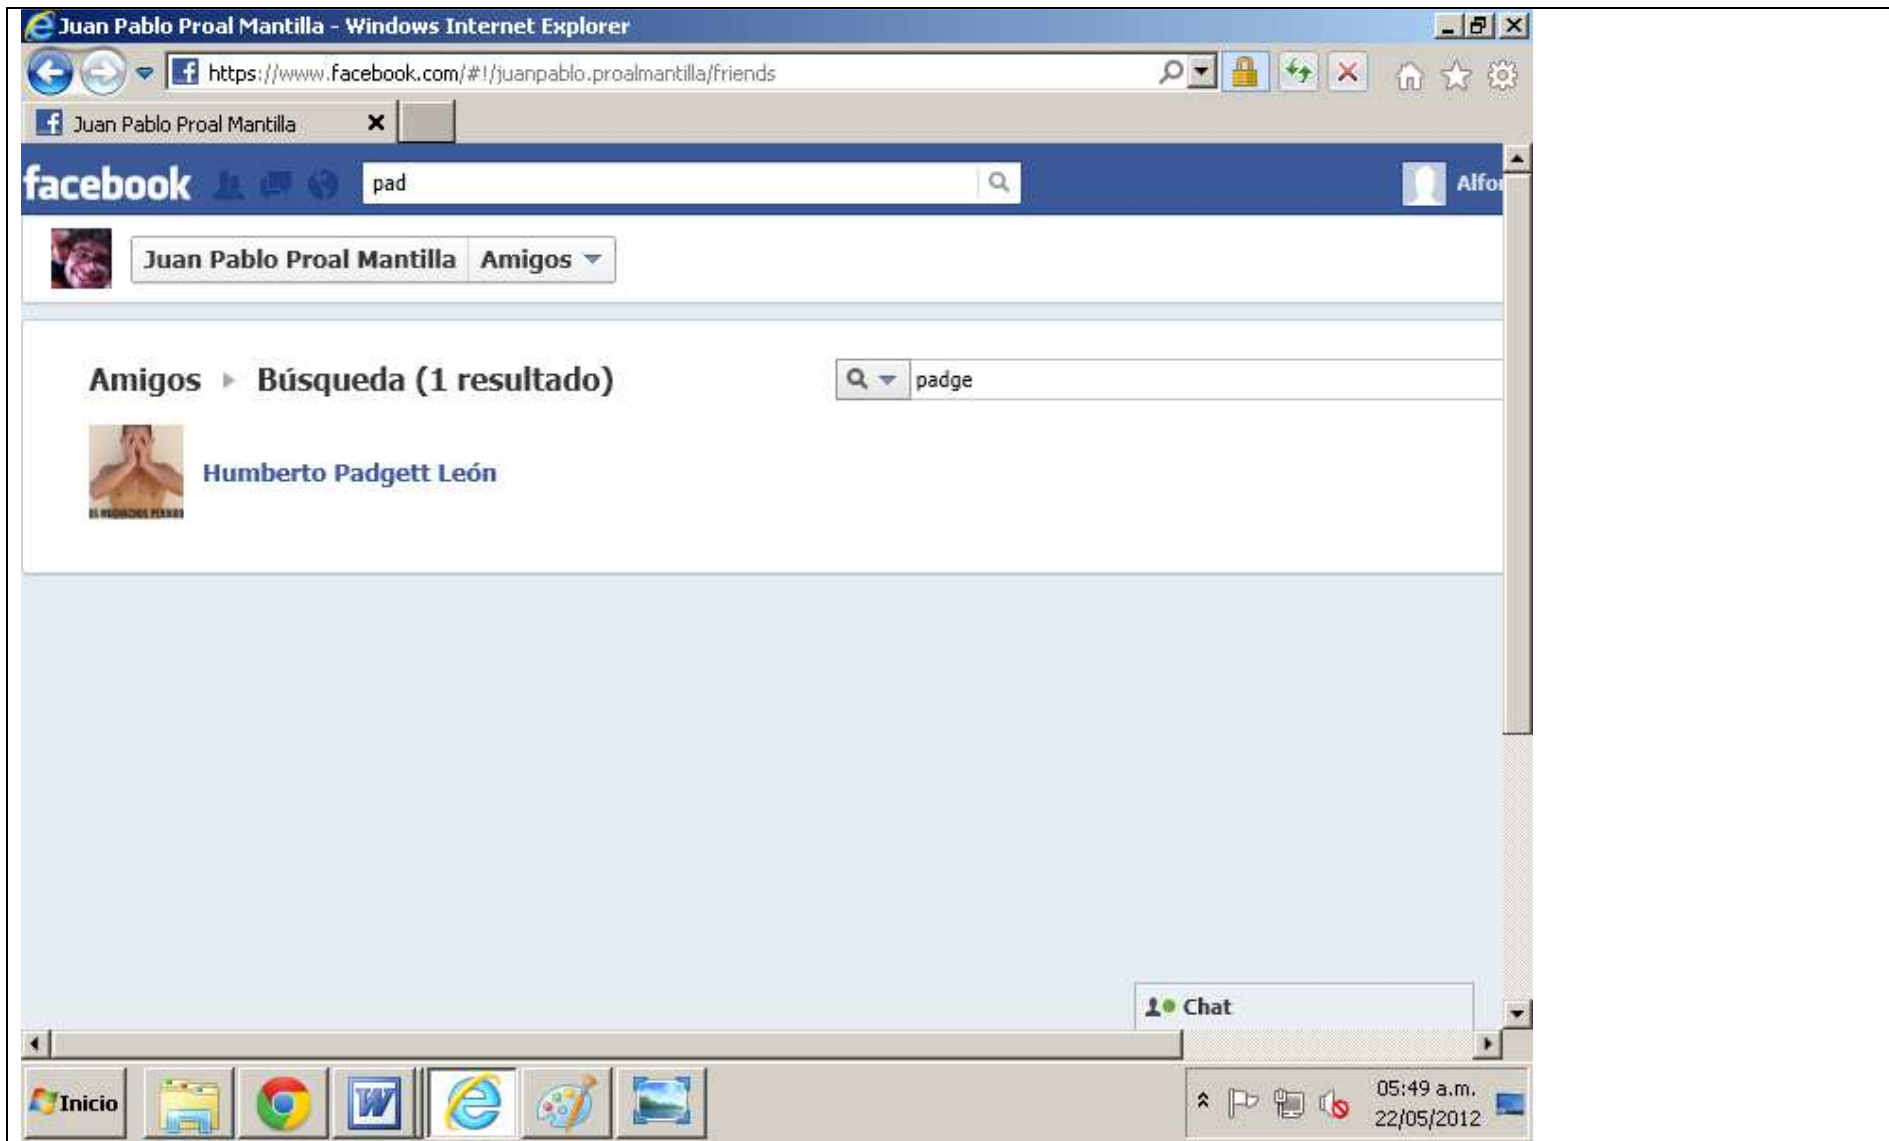 Juan Pablo Proal Mantilla - Windows Internet Explorer
https://www.facebook.com/#!/juanpablo.proalmantilla/friends
Juan Pablo Proal Mantilla
facebook
pad
Alfo
Juan Pablo Proal Mantilla Amigos
Amigos Búsqueda (1 resultado)
padge
Humberto Padgett León
Chat
Inicio
05:49 a.m.
22/05/2012